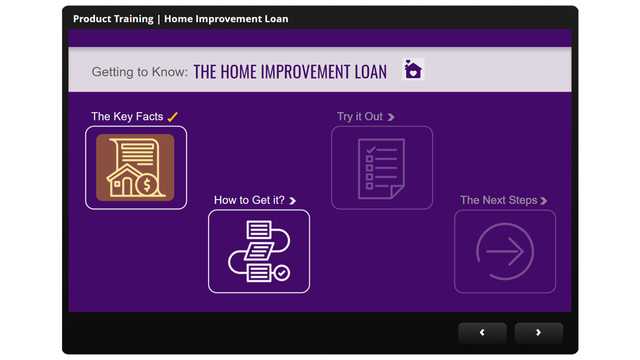 Product Training | Home Improvement Loan
Getting to Know: THE HOME IMPROVEMENT LOAN
The Key Facts
Try it Out
How to Get it?
The Next Steps
$